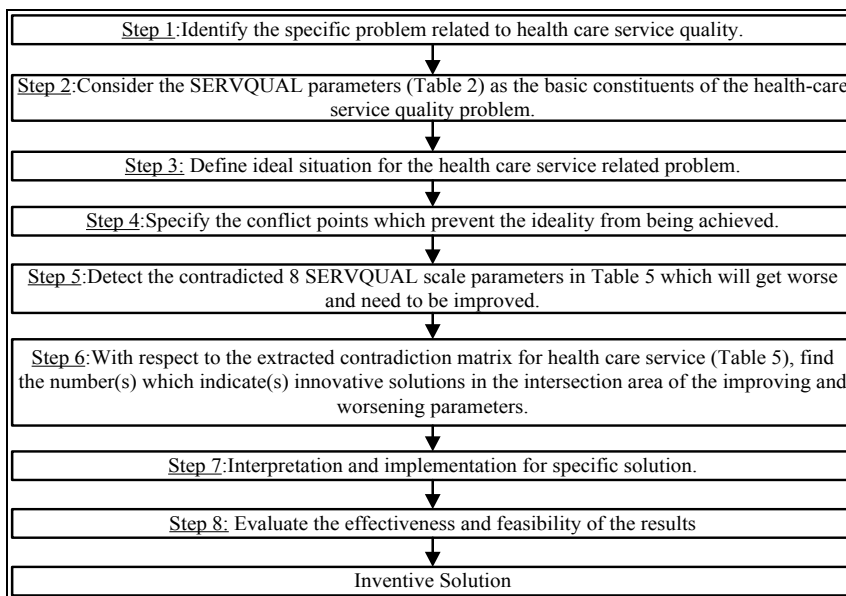 Step 1:Identify the specific problem related to health care service quality.
Step 2:Consider the SERVQUAL parameters (Table 2) as the basic constituents of the health-care
service quality problem.
Step 3: Define ideal situation for the health care service related problem.
Step 4:Specify the conflict points which prevent the ideality from being achieved.
Step 5:Detect the contradicted 8 SERVQUAL scale parameters in Table 5 which will get worse
and need to be improved.
Step 6:With respect to the extracted contradiction matrix for health care service (Table 5), find
the number(s) which indicate(s) innovative solutions in the intersection area of the improving and
worsening parameters.
Step 7:Interpretation and implementation for specific solution.
Step 8: Evaluate the effectiveness and feasibility of the results
Inventive Solution